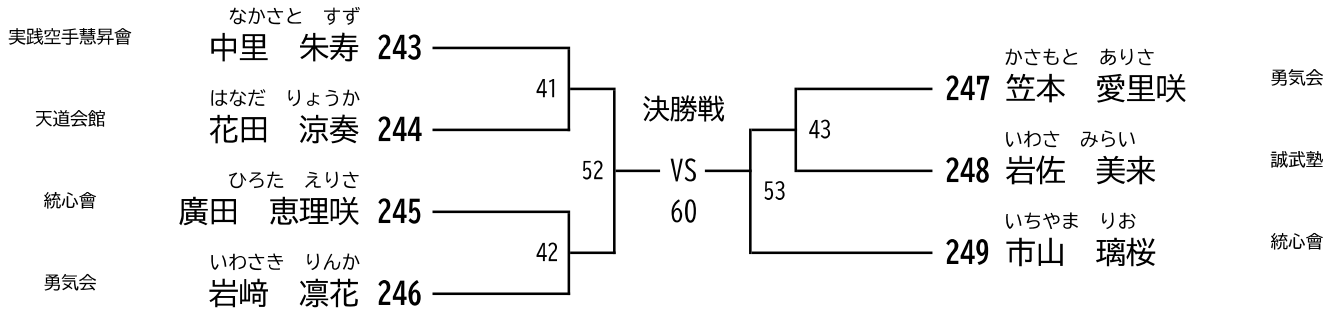 なかさと　すず
実践空手慧昇會　中里　朱寿　243
41
はなだ　りょうか
天道会館　花田　涼奏　244
52
ひろた　えりさ
統心會　廣田　恵理咲　245
42
いわさき　りんか
勇気会　岩﨑　凛花　246
決勝戦
VS
60
かさもと　ありさ
247　笠本　愛里咲　勇気会
43
いわさ　みらい
248　岩佐　美来　誠武塾
53
いちやま　りお
249　市山　璃桜　統心會